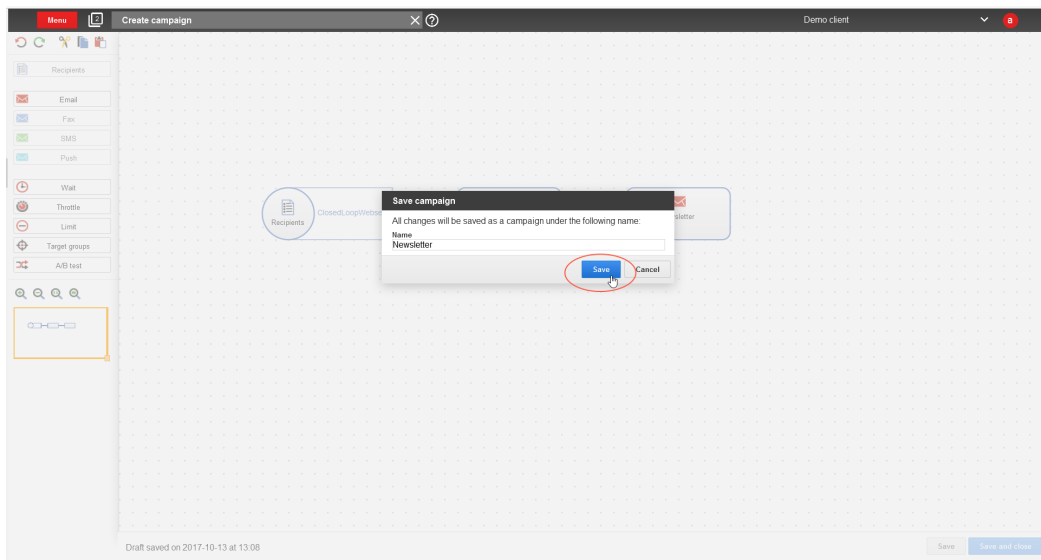 Menu
2
Create campaign
Demo client
a
Recipients
Email
Fax
SMS
Push
Wait
Throttle
Limit
Target groups
A/B test
Recipients
Save campaign
All changes will be saved as a campaign under the following name:
Name
Newsletter
Save
Cancel
Draft saved on 2017-10-13 at 13:08
Save
Save and close